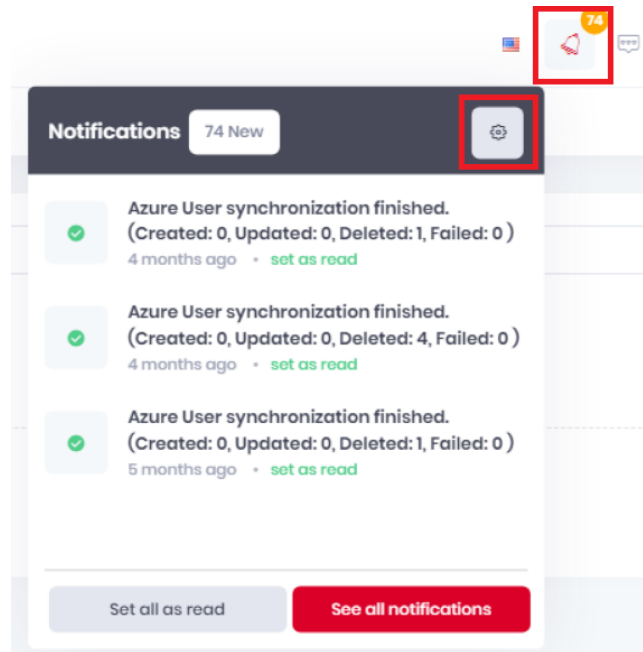 74
Notifications 74 New
Azure User synchronization finished.
(Created: 0, Updated: 0, Deleted: 1, Failed: 0 )
4 months ago • set as read
Azure User synchronization finished.
(Created: 0, Updated: 0, Deleted: 4, Failed: 0 )
4 months ago • set as read
Azure User synchronization finished.
(Created: 0, Updated: 0, Deleted: 1, Failed: 0 )
5 months ago • set as read
Set all as read See all notifications